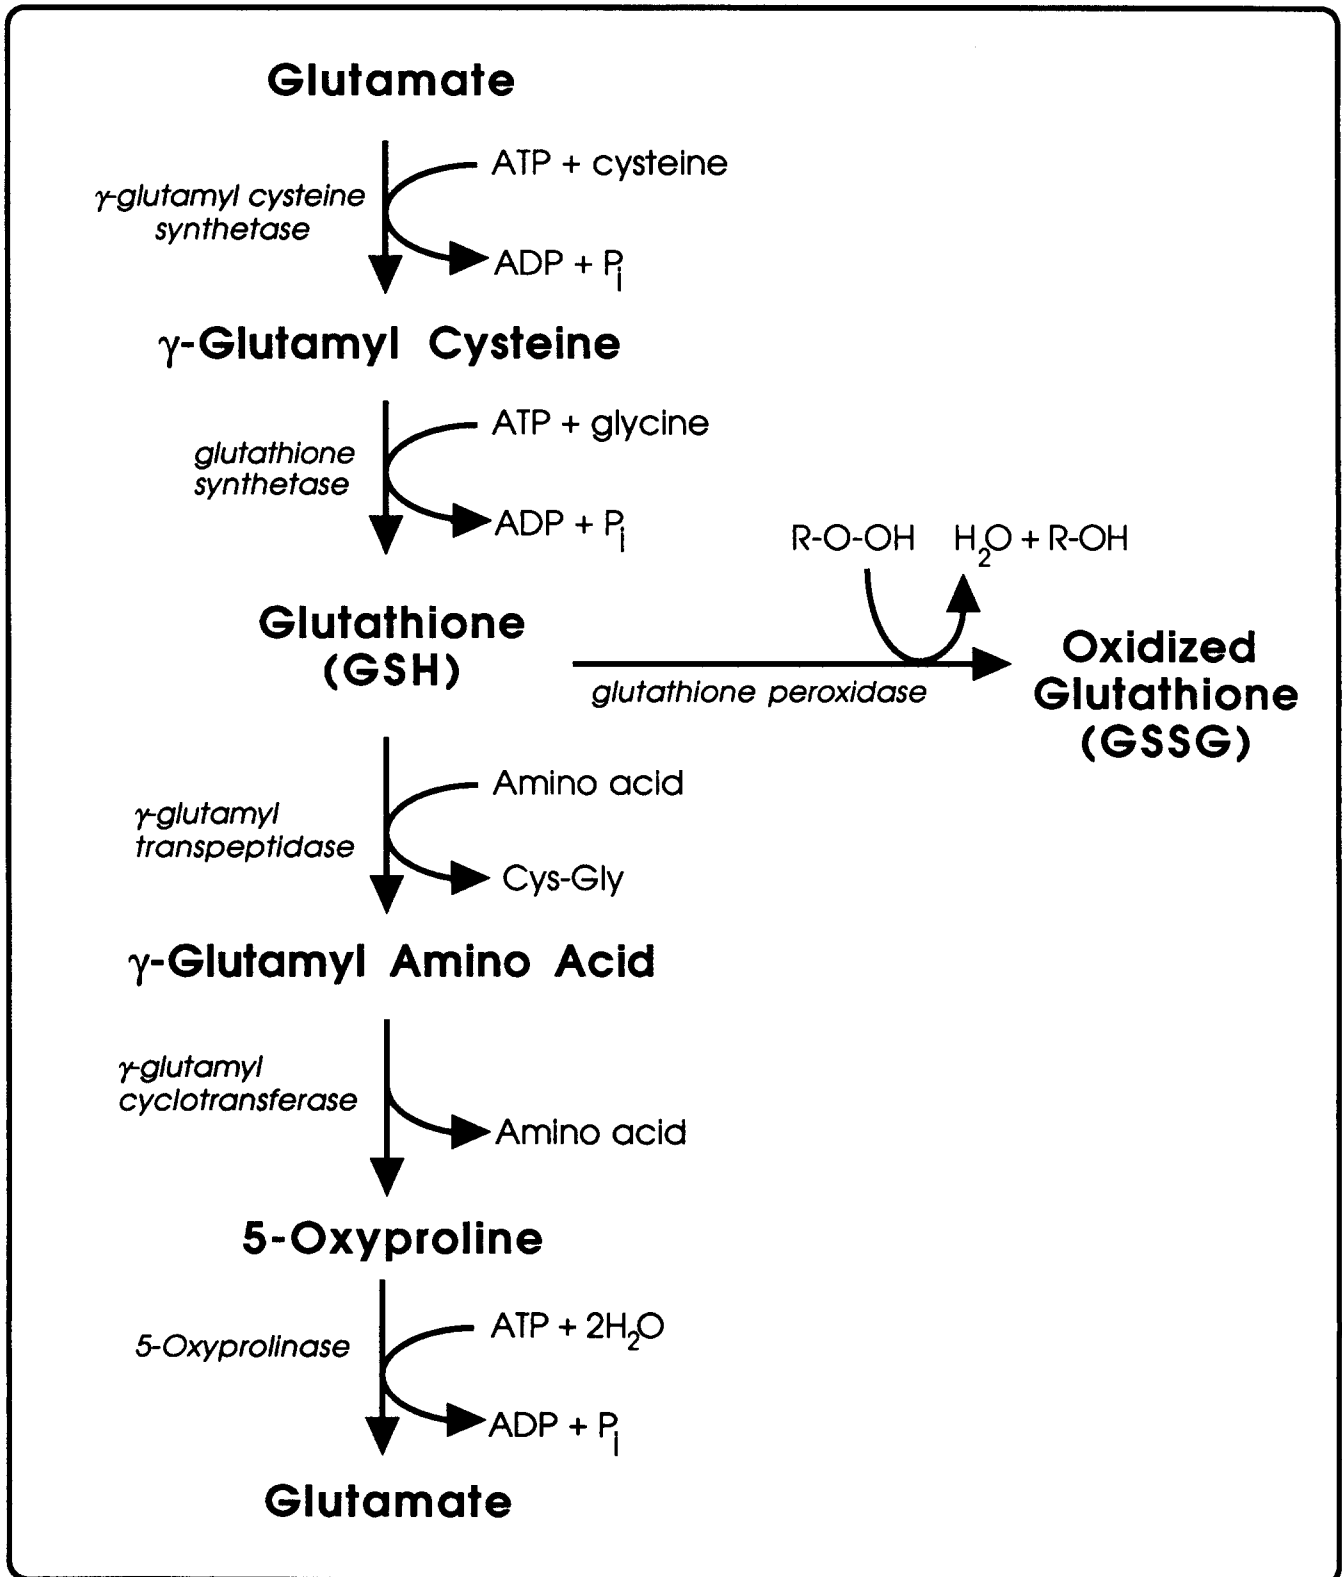 Glutamate
ATP + cysteine
γ-glutamyl cysteine
synthetase
ADP + Pi
γ-Glutamyl Cysteine
ATP + glycine
glutathione
synthetase
ADP + Pi
R-O-OH H2O + R-OH
Glutathione
(GSH)
glutathione peroxidase
Oxidized
Glutathione
(GSSG)
Amino acid
γ-glutamyl
transpeptidase
Cys-Gly
γ-Glutamyl Amino Acid
γ-glutamyl
cyclotransferase
Amino acid
5-Oxyproline
ATP + 2H2O
5-Oxyprolinase
ADP + Pi
Glutamate